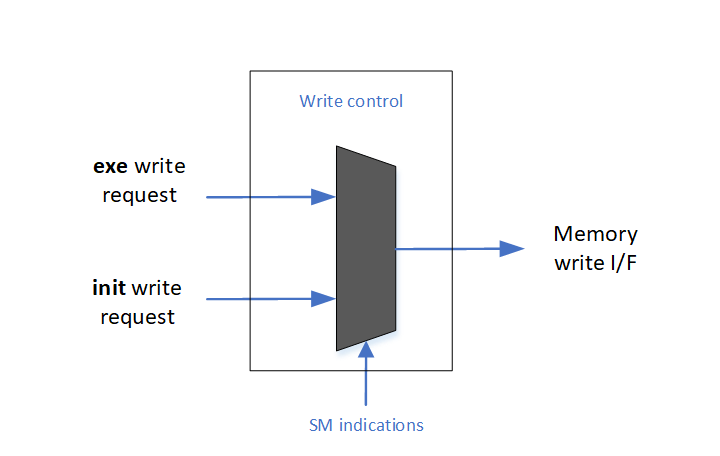 Write control
exe write
request
init write
request
Memory
write I/F
SM indications